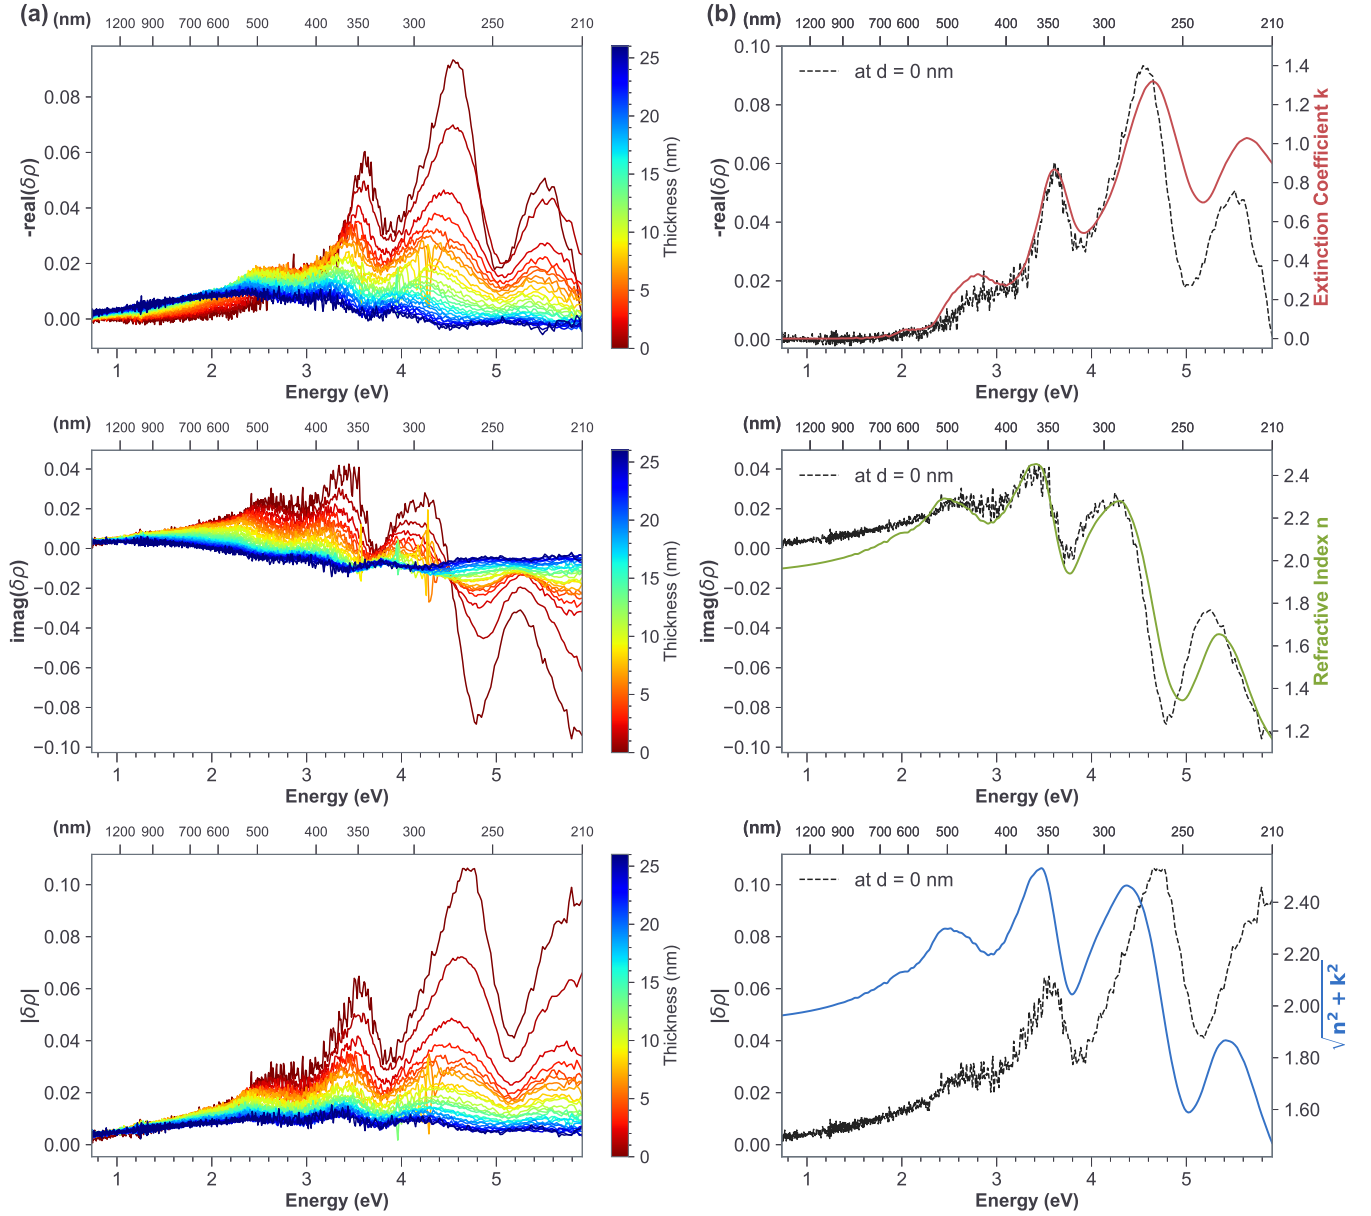 (a) (nm) 1200 900 700 600 500 400 350 300 250 210
0.08
0.06
0.04
0.02
0.00
-real(δρ)
1 2 3 4 5
Energy (eV)
25
20
15
10
5
0
Thickness (nm)
(b) (nm) 1200 900 700 600 500 400 350 300 250 210
at d = 0 nm
0.10
0.08
0.06
0.04
0.02
0.00
-real(δρ)
1.4
1.2
1.0
0.8
0.6
0.4
0.2
0.0
Extinction Coefficient k
1 2 3 4 5
Energy (eV)
(nm) 1200 900 700 600 500 400 350 300 250 210
0.04
0.02
0.00
−0.02
−0.04
−0.06
−0.08
−0.10
imag(δρ)
1 2 3 4 5
Energy (eV)
25
20
15
10
5
0
Thickness (nm)
(nm) 1200 900 700 600 500 400 350 300 250 210
at d = 0 nm
0.04
0.02
0.00
−0.02
−0.04
−0.06
−0.08
−0.10
imag(δρ)
2.4
2.2
2.0
1.8
1.6
1.4
1.2
Refractive Index n
1 2 3 4 5
Energy (eV)
(nm) 1200 900 700 600 500 400 350 300 250 210
0.10
0.08
0.06
0.04
0.02
0.00
|δρ|
1 2 3 4 5
Energy (eV)
25
20
15
10
5
0
Thickness (nm)
(nm) 1200 900 700 600 500 400 350 300 250 210
at d = 0 nm
0.10
0.08
0.06
0.04
0.02
0.00
|δρ|
2.40
2.20
2.00
1.80
1.60
√n² + k²
1 2 3 4 5
Energy (eV)